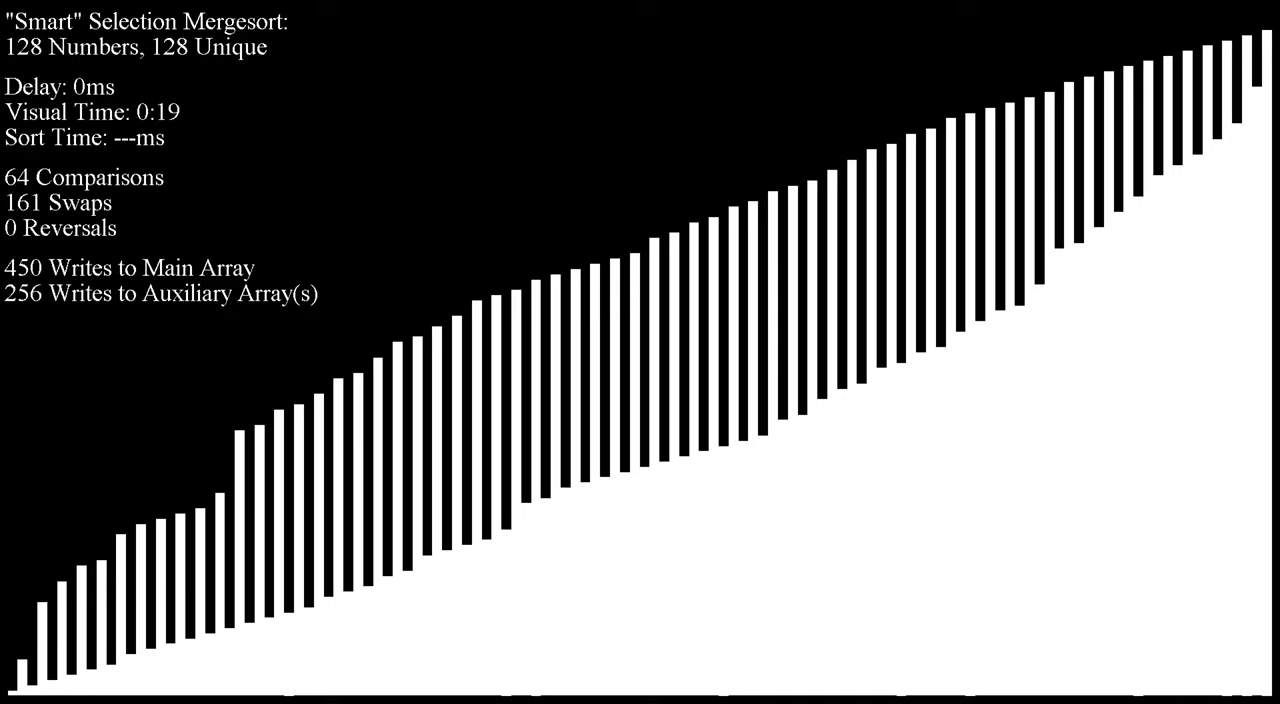 "Smart" Selection Mergesort:
128 Numbers, 128 Unique
Delay: 0ms
Visual Time: 0:19
Sort Time: ---ms
64 Comparisons
161 Swaps
0 Reversals
450 Writes to Main Array
256 Writes to Auxiliary Array(s)